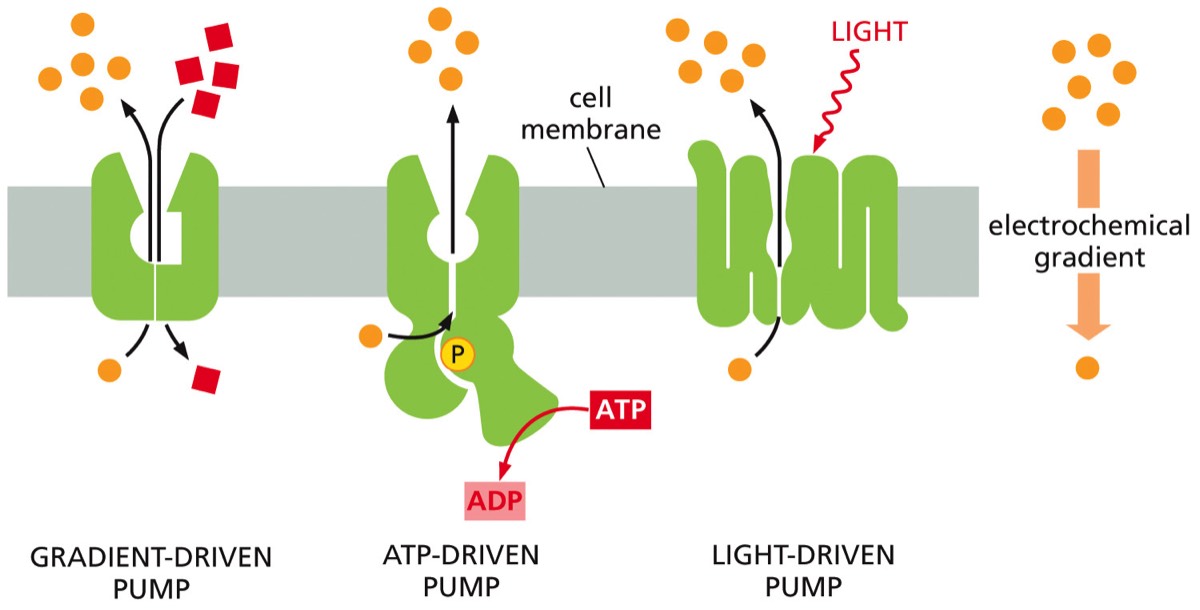 LIGHT
cell
membrane
electrochemical
gradient
P
ATP
ADP
GRADIENT-DRIVEN
PUMP
ATP-DRIVEN
PUMP
LIGHT-DRIVEN
PUMP